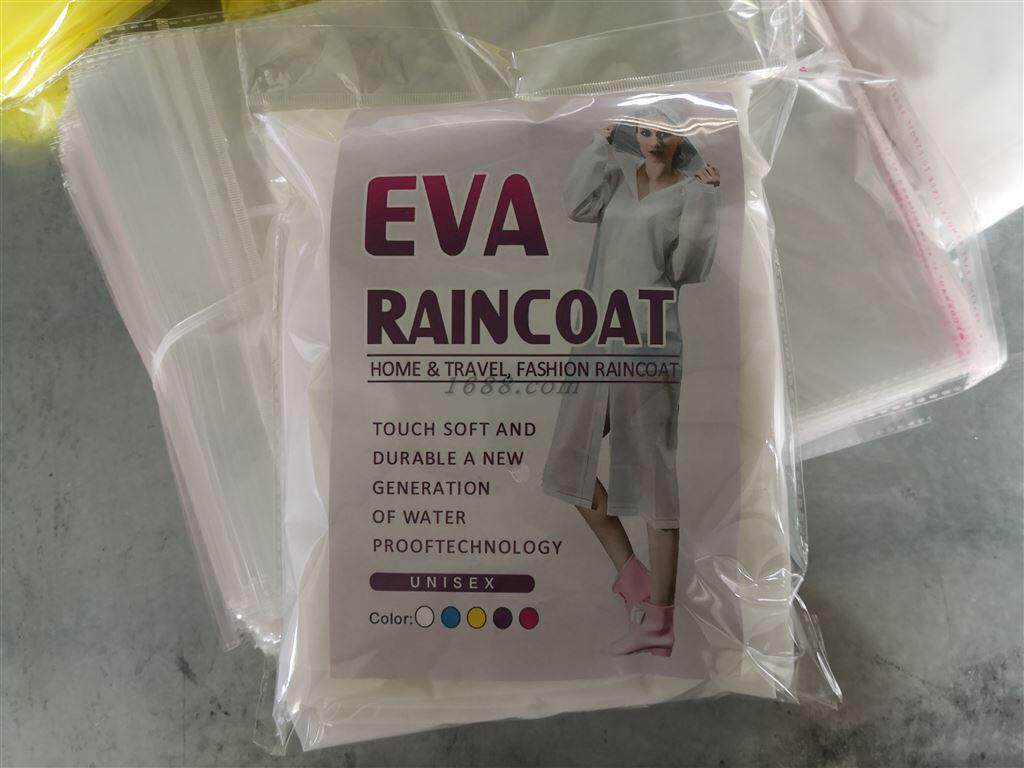 EVA
RAINCOAT
HOME & TRAVEL, FASHION RAINCOAT
1688.com
TOUCH SOFT AND
DURABLE A NEW
GENERATION
OF WATER
PROOFTECHNOLOGY
UNISEX
Color: